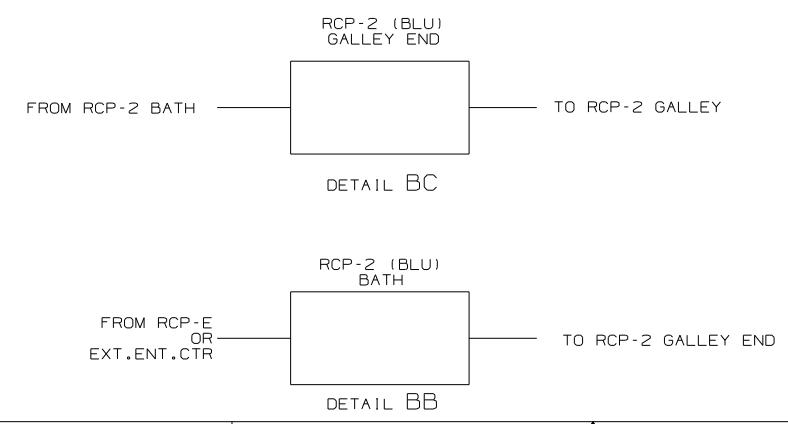 RCP-2 (BLU)
GALLEY END
FROM RCP-2 BATH
TO RCP-2 GALLEY
DETAIL BC
RCP-2 (BLU)
BATH
FROM RCP-E
OR
EXT.ENT.CTR
TO RCP-2 GALLEY END
DETAIL BB